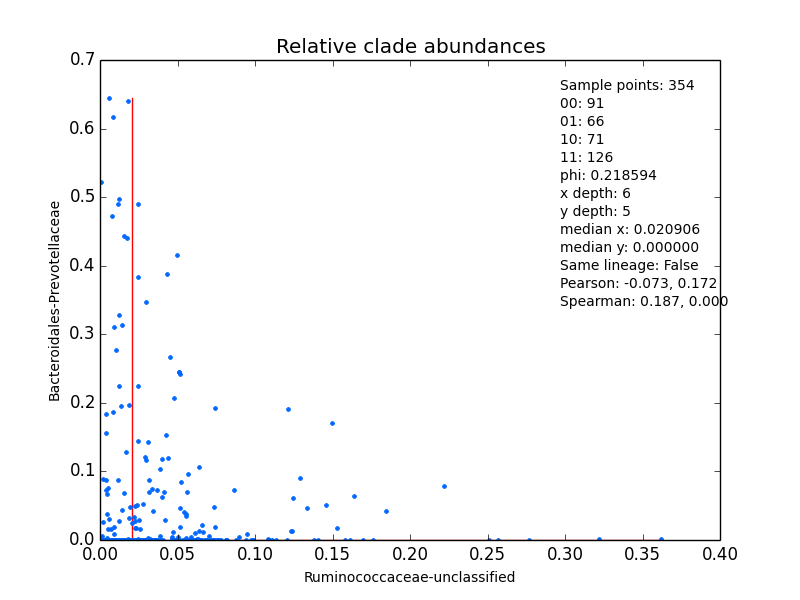 Relative clade abundances
0.7
0.6
0.5
0.4
0.3
0.2
0.1
0.0
Bacteroidales-Prevotellaceae
Sample points: 354
00: 91
01: 66
10: 71
11: 126
phi: 0.218594
x depth: 6
y depth: 5
median x: 0.020906
median y: 0.000000
Same lineage: False
Pearson: -0.073, 0.172
Spearman: 0.187, 0.000
0.00 0.05 0.10 0.15 0.20 0.25 0.30 0.35 0.40
Ruminococcaceae-unclassified